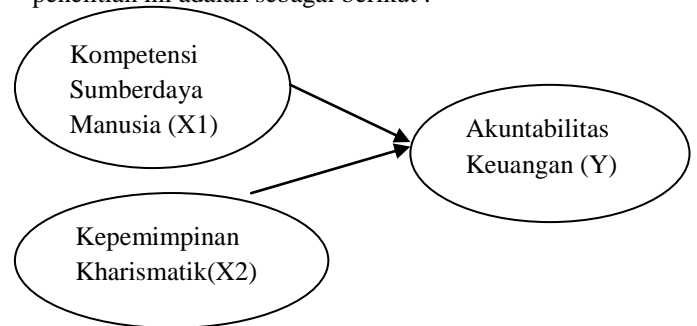 penelitian ini adalah sebagai berikut :
Kompetensi
Sumberdaya
Manusia (X1)
Akuntabilitas
Keuangan (Y)
Kepemimpinan
Kharismatik(X2)